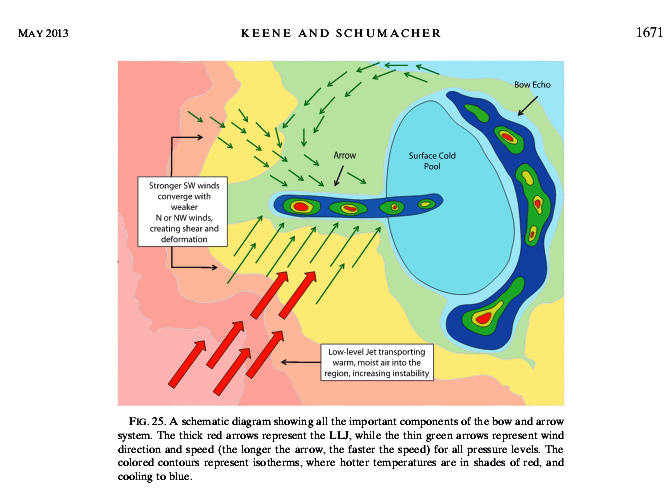 MAY 2013
KEENE AND SCHUMACHER
1671
Bow Echo
Arrow
Surface Cold
Pool
Stronger SW winds
converge with
weaker
N or NW winds,
creating shear and
deformation
Low-level Jet transporting
warm, moist air into the
region, increasing instability
FIG. 25. A schematic diagram showing all the important components of the bow and arrow
system. The thick red arrows represent the LLJ, while the thin green arrows represent wind
direction and speed (the longer the arrow, the faster the speed) for all pressure levels. The
colored contours represent isotherms, where hotter temperatures are in shades of red, and
cooling to blue.